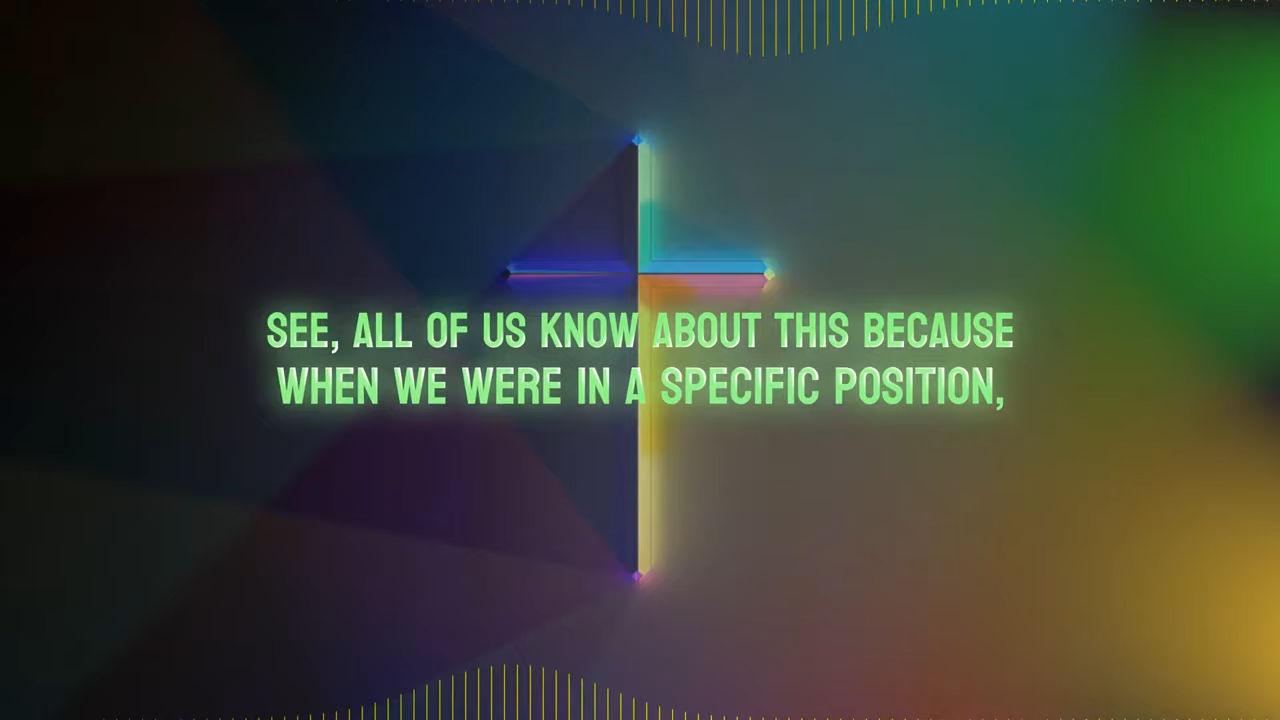 SEE, ALL OF US KNOW ABOUT THIS BECAUSE
WHEN WE WERE IN A SPECIFIC POSITION,